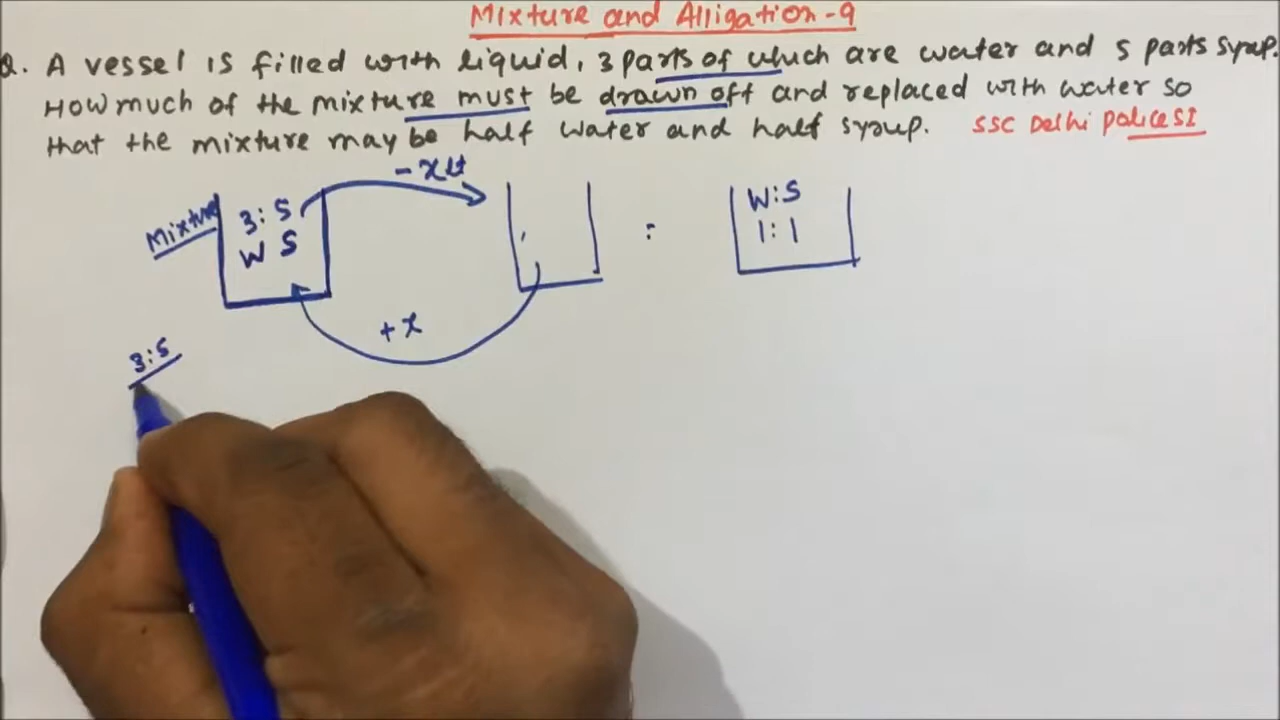 Mixture and Alligation-9
Q. A vessel is filled with liquid, 3 parts of which are water and 5 parts syrup.
How much of the mixture must be drawn off and replaced with water so
that the mixture may be half water and half syrup. SSC Delhi Police SI
- x lt
Mixture
3:5
W S
:
W:S
1:1
+ x
3:5